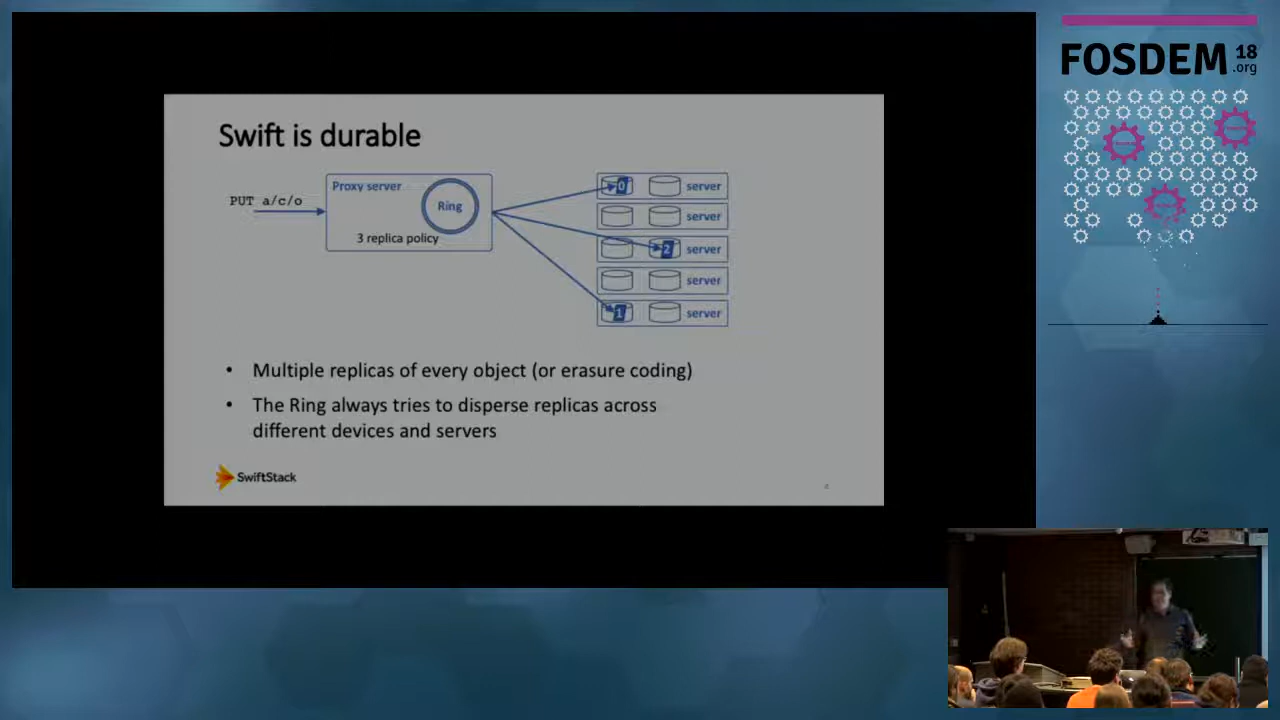 FOSDEM 18
.org
Swift is durable
PUT a/c/o
Proxy server
Ring
3 replica policy
0
server
server
2
server
server
1
server
• Multiple replicas of every object (or erasure coding)
• The Ring always tries to disperse replicas across
different devices and servers
SwiftStack